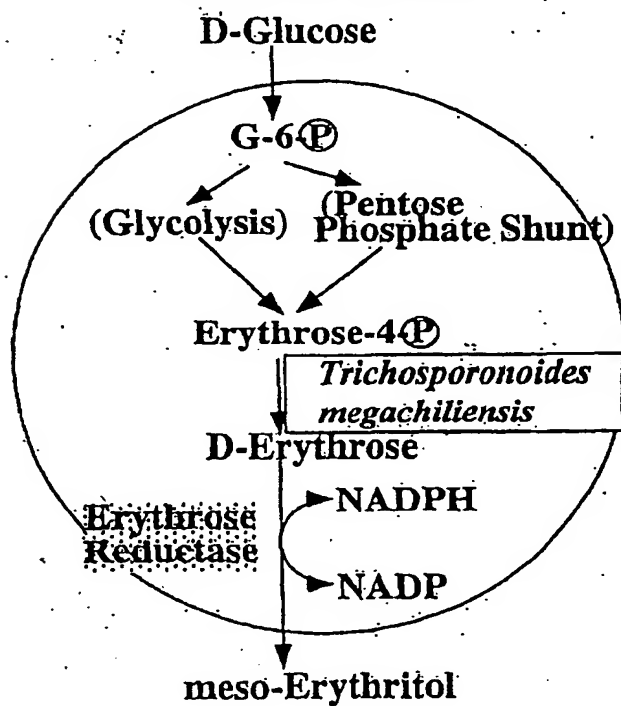 D-Glucose
G-6-Ⓟ
(Glycolysis)
(Pentose
Phosphate Shunt)
Erythrose-4-Ⓟ
Trichosporonoides
megachiliensis
D-Erythrose
Erythrose
Reductase
NADPH
NADP
meso-Erythritol